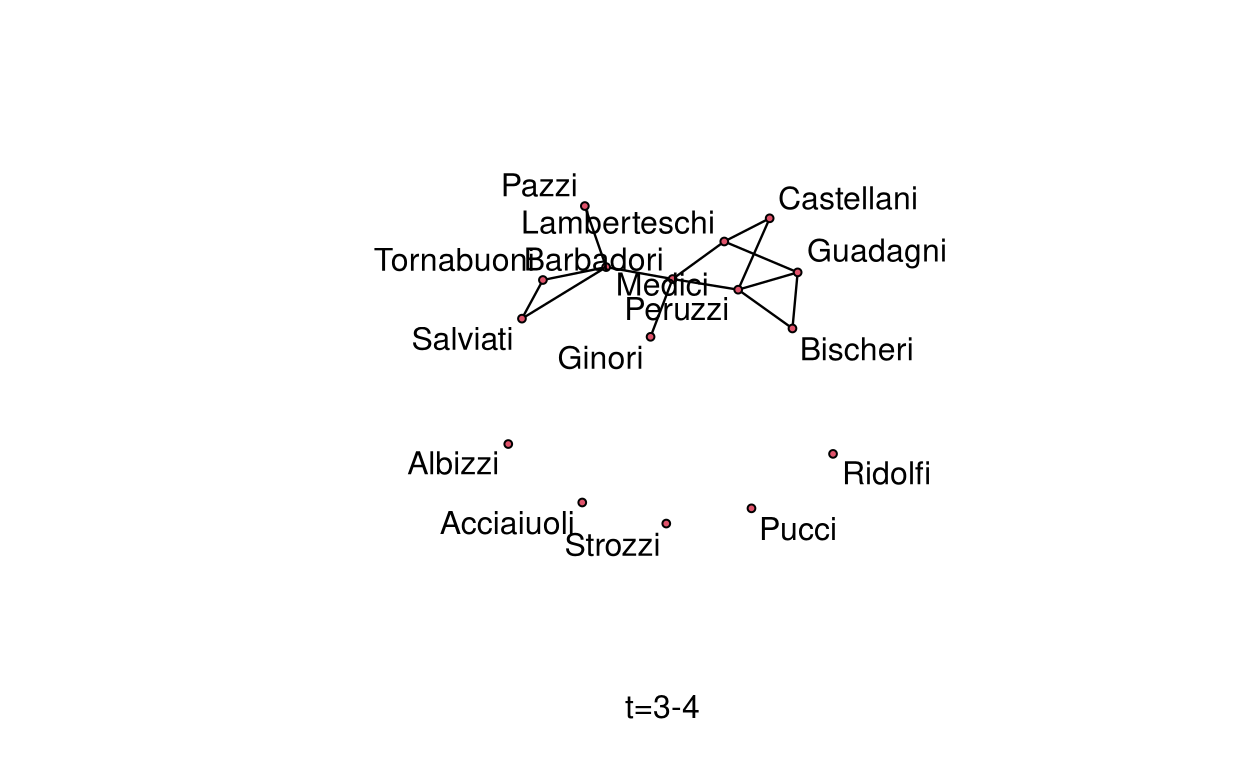 Pazzi
Castellani
Lamberteschi
Guadagni
Tornabuoni
Barbadori
Medici
Peruzzi
Salviati
Ginori
Bischeri
Albizzi
Ridolfi
Acciaiuoli
Strozzi
Pucci
t=3-4